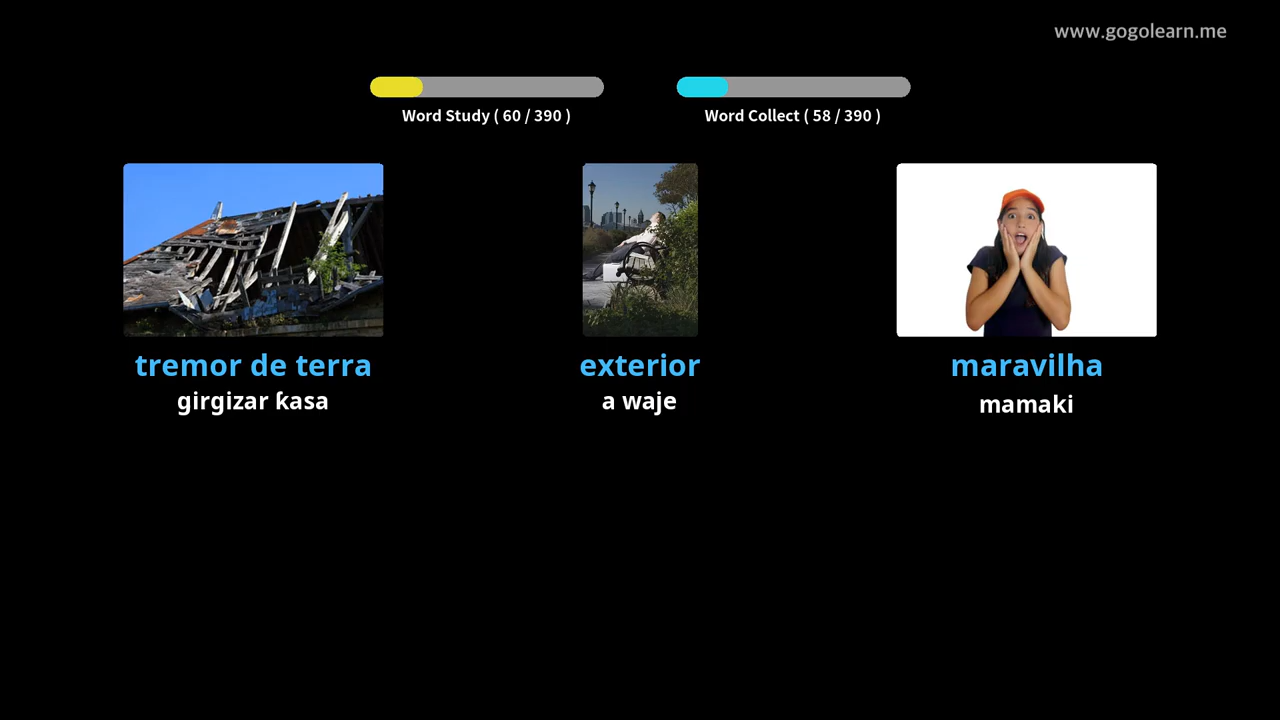 www.gogolearn.me
Word Study ( 60 / 390 )
Word Collect ( 58 / 390 )
tremor de terra
girgizar ƙasa
exterior
a waje
maravilha
mamaki